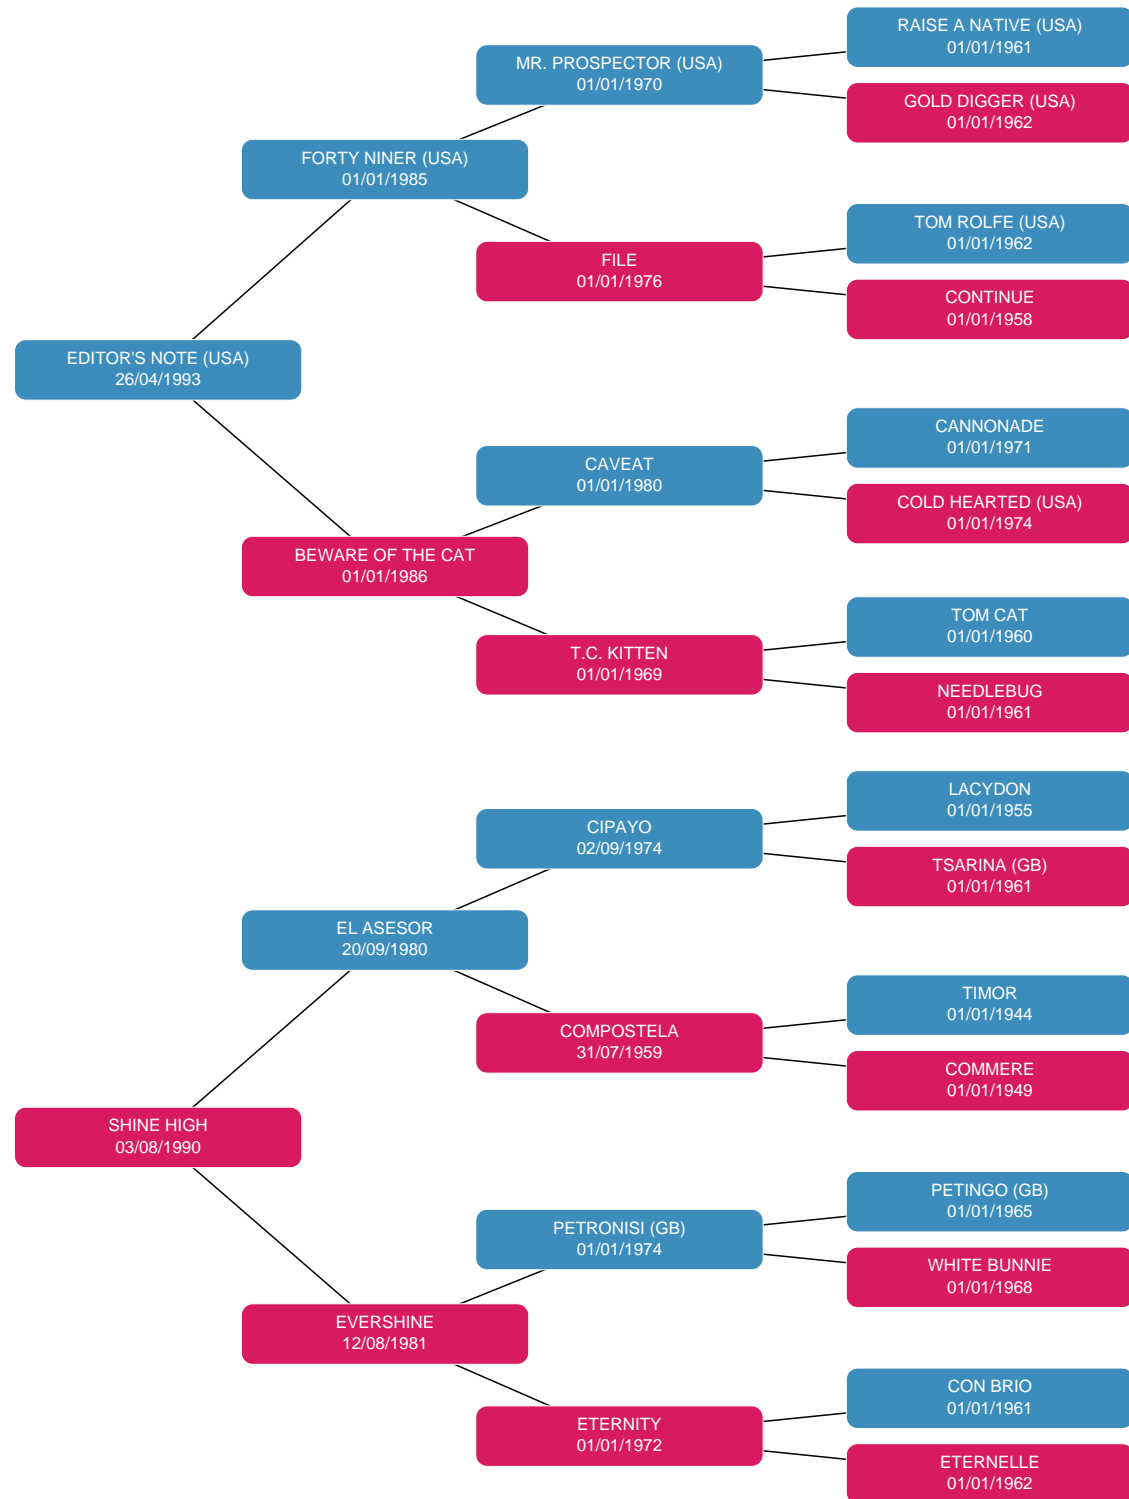 RAISE A NATIVE (USA)
01/01/1961
MR. PROSPECTOR (USA)
01/01/1970
GOLD DIGGER (USA)
01/01/1962
FORTY NINER (USA)
01/01/1985
TOM ROLFE (USA)
01/01/1962
FILE
01/01/1976
CONTINUE
01/01/1958
EDITOR'S NOTE (USA)
26/04/1993
CANNONADE
01/01/1971
CAVEAT
01/01/1980
COLD HEARTED (USA)
01/01/1974
BEWARE OF THE CAT
01/01/1986
TOM CAT
01/01/1960
T.C. KITTEN
01/01/1969
NEEDLEBUG
01/01/1961
LACYDON
01/01/1955
CIPAYO
02/09/1974
TSARINA (GB)
01/01/1961
EL ASESOR
20/09/1980
TIMOR
01/01/1944
COMPOSTELA
31/07/1959
COMMERE
01/01/1949
SHINE HIGH
03/08/1990
PETINGO (GB)
01/01/1965
PETRONISI (GB)
01/01/1974
WHITE BUNNIE
01/01/1968
EVERSHINE
12/08/1981
CON BRIO
01/01/1961
ETERNITY
01/01/1972
ETERNELLE
01/01/1962